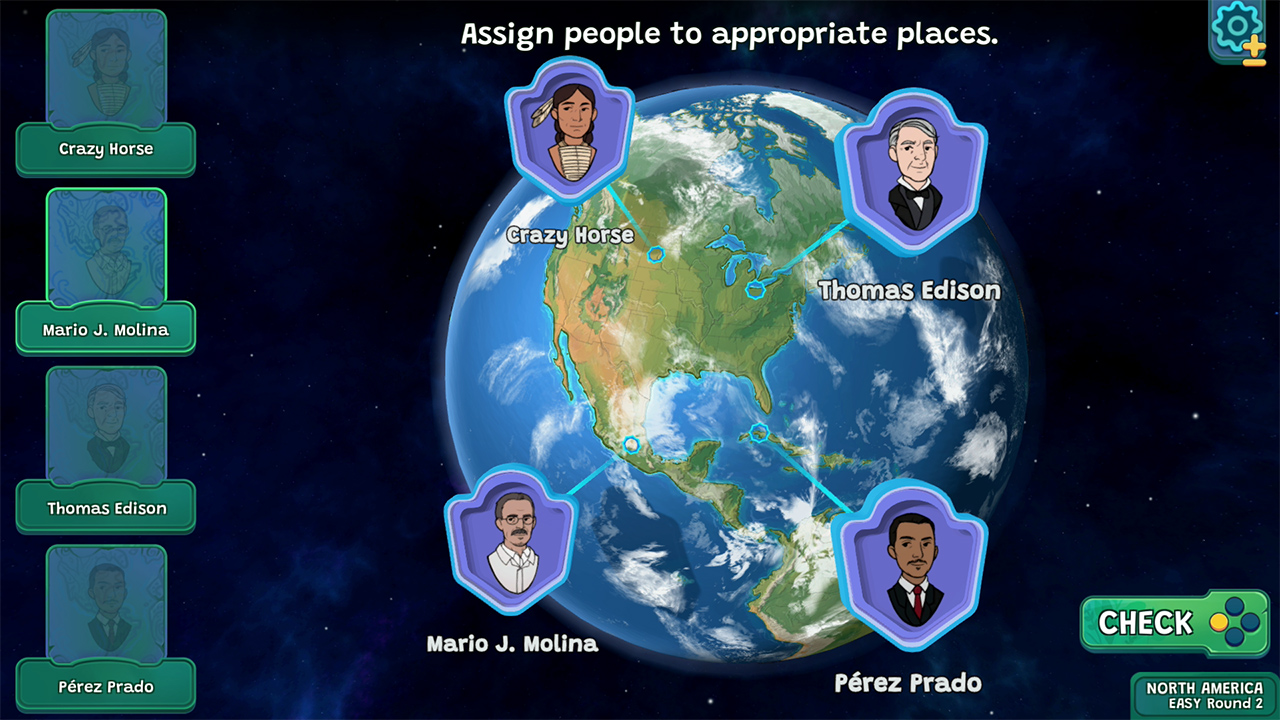 Assign people to appropriate places.
Crazy Horse
Mario J. Molina
Thomas Edison
Pérez Prado
Crazy Horse
Thomas Edison
Mario J. Molina
Pérez Prado
CHECK
NORTH AMERICA
EASY Round 2